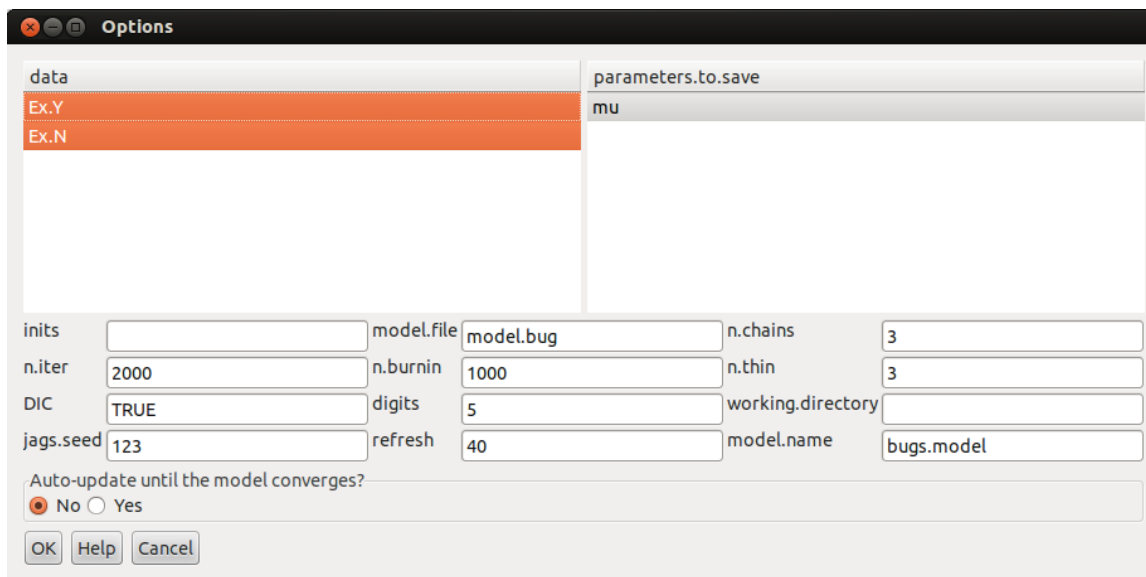 Options
data parameters.to.save
Ex.Y mu
Ex.N
inits model.file model.bug n.chains 3
n.iter 2000 n.burnin 1000 n.thin 3
DIC TRUE digits 5 working.directory
jags.seed 123 refresh 40 model.name bugs.model
Auto-update until the model converges?
No Yes
OK Help Cancel